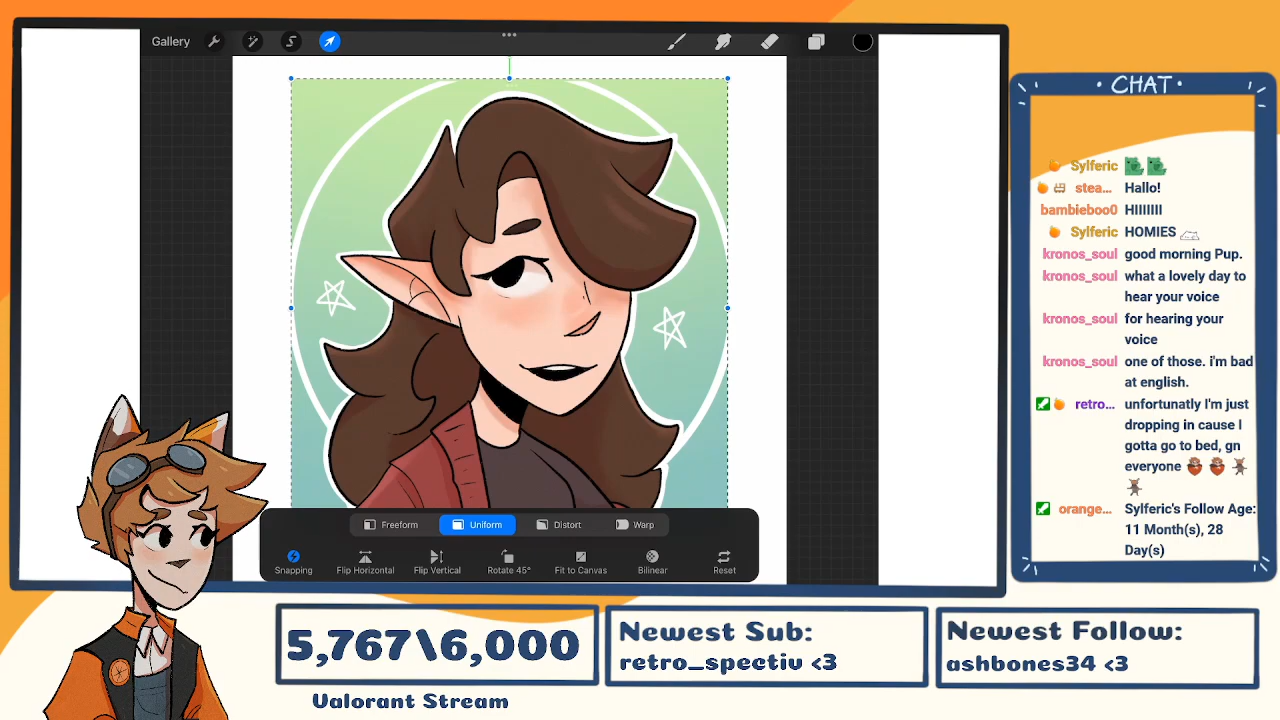 Gallery
CHAT
Sylferic
stea... Hallo!
bambieboo0 HIIIIIII
Sylferic HOMIES
kronos_soul good morning Pup.
kronos_soul what a lovely day to
hear your voice
kronos_soul for hearing your
voice
kronos_soul one of those. i'm bad
at english.
retro... unfortunatly I'm just
dropping in cause I
gotta go to bed, gn
everyone
orange... Sylferic's Follow Age:
11 Month(s), 28
Day(s)
Freeform Uniform Distort Warp
Snapping Flip Horizontal Flip Vertical Rotate 45° Fit to Canvas Bilinear Reset
5,767\6,000
Valorant Stream
Newest Sub:
retro_spectiv <3
Newest Follow:
ashbones34 <3